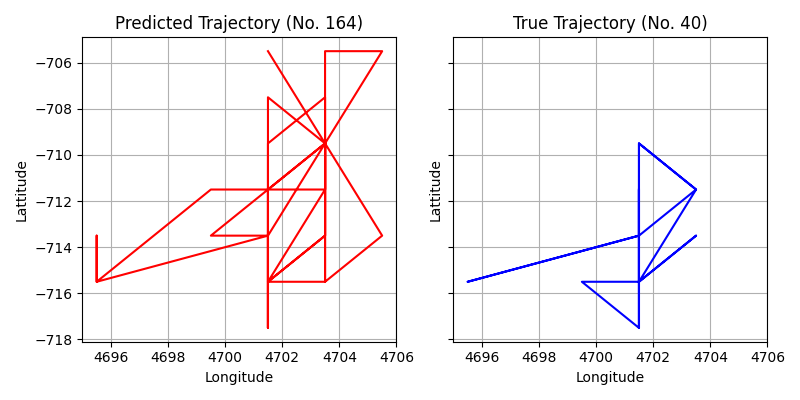 Predicted Trajectory (No. 164)
True Trajectory (No. 40)
−706
−708
−710
−712
−714
−716
−718
Lattitude
Lattitude
4696 4698 4700 4702 4704 4706
4696 4698 4700 4702 4704 4706
Longitude
Longitude